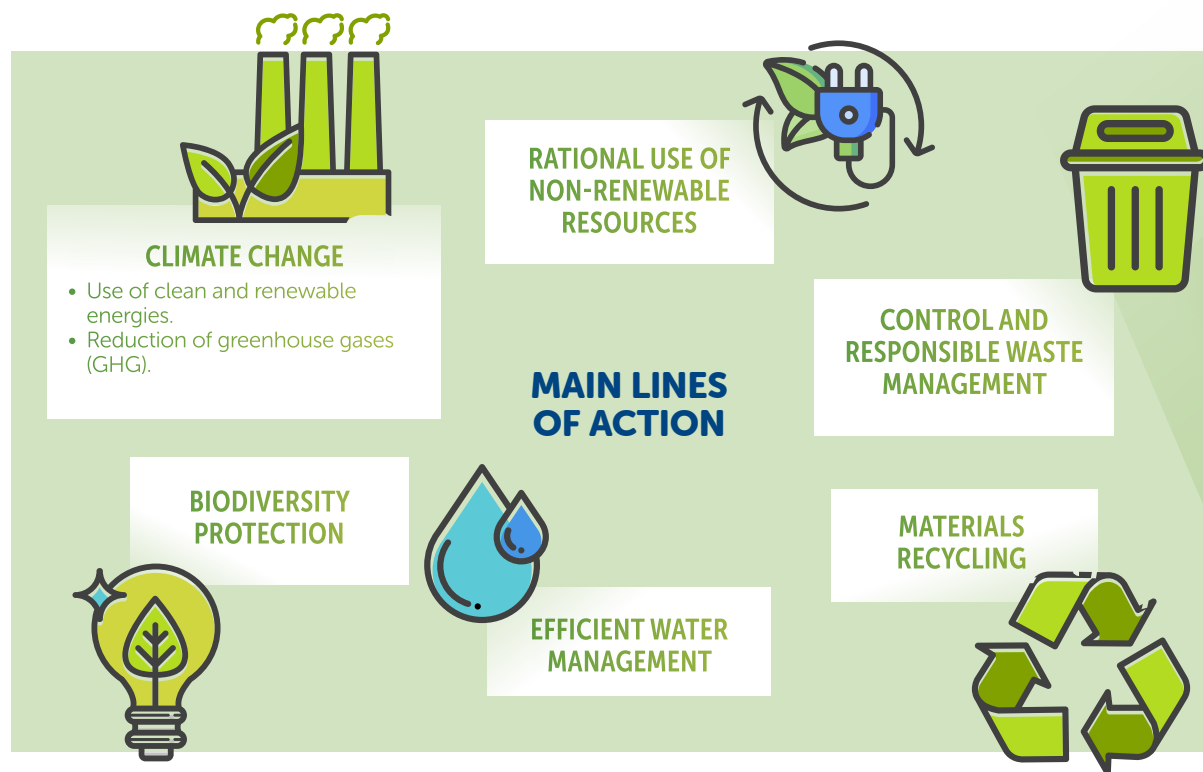 RATIONAL USE OF
NON-RENEWABLE
RESOURCES
CLIMATE CHANGE
• Use of clean and renewable
energies.
• Reduction of greenhouse gases
(GHG).
CONTROL AND
RESPONSIBLE WASTE
MANAGEMENT
MAIN LINES
OF ACTION
BIODIVERSITY
PROTECTION
MATERIALS
RECYCLING
EFFICIENT WATER
MANAGEMENT